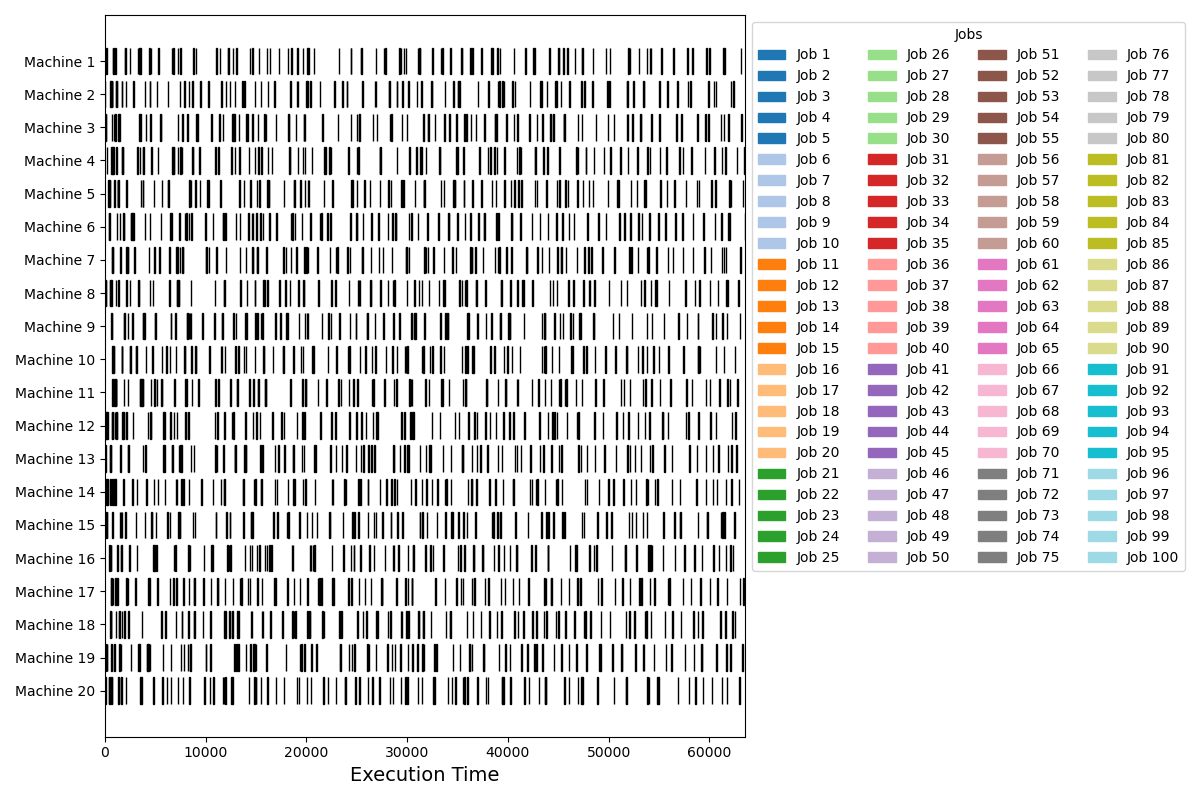 Machine 1
Machine 2
Machine 3
Machine 4
Machine 5
Machine 6
Machine 7
Machine 8
Machine 9
Machine 10
Machine 11
Machine 12
Machine 13
Machine 14
Machine 15
Machine 16
Machine 17
Machine 18
Machine 19
Machine 20
0 10000 20000 30000 40000 50000 60000
Execution Time
Jobs
Job 1 Job 26 Job 51 Job 76
Job 2 Job 27 Job 52 Job 77
Job 3 Job 28 Job 53 Job 78
Job 4 Job 29 Job 54 Job 79
Job 5 Job 30 Job 55 Job 80
Job 6 Job 31 Job 56 Job 81
Job 7 Job 32 Job 57 Job 82
Job 8 Job 33 Job 58 Job 83
Job 9 Job 34 Job 59 Job 84
Job 10 Job 35 Job 60 Job 85
Job 11 Job 36 Job 61 Job 86
Job 12 Job 37 Job 62 Job 87
Job 13 Job 38 Job 63 Job 88
Job 14 Job 39 Job 64 Job 89
Job 15 Job 40 Job 65 Job 90
Job 16 Job 41 Job 66 Job 91
Job 17 Job 42 Job 67 Job 92
Job 18 Job 43 Job 68 Job 93
Job 19 Job 44 Job 69 Job 94
Job 20 Job 45 Job 70 Job 95
Job 21 Job 46 Job 71 Job 96
Job 22 Job 47 Job 72 Job 97
Job 23 Job 48 Job 73 Job 98
Job 24 Job 49 Job 74 Job 99
Job 25 Job 50 Job 75 Job 100